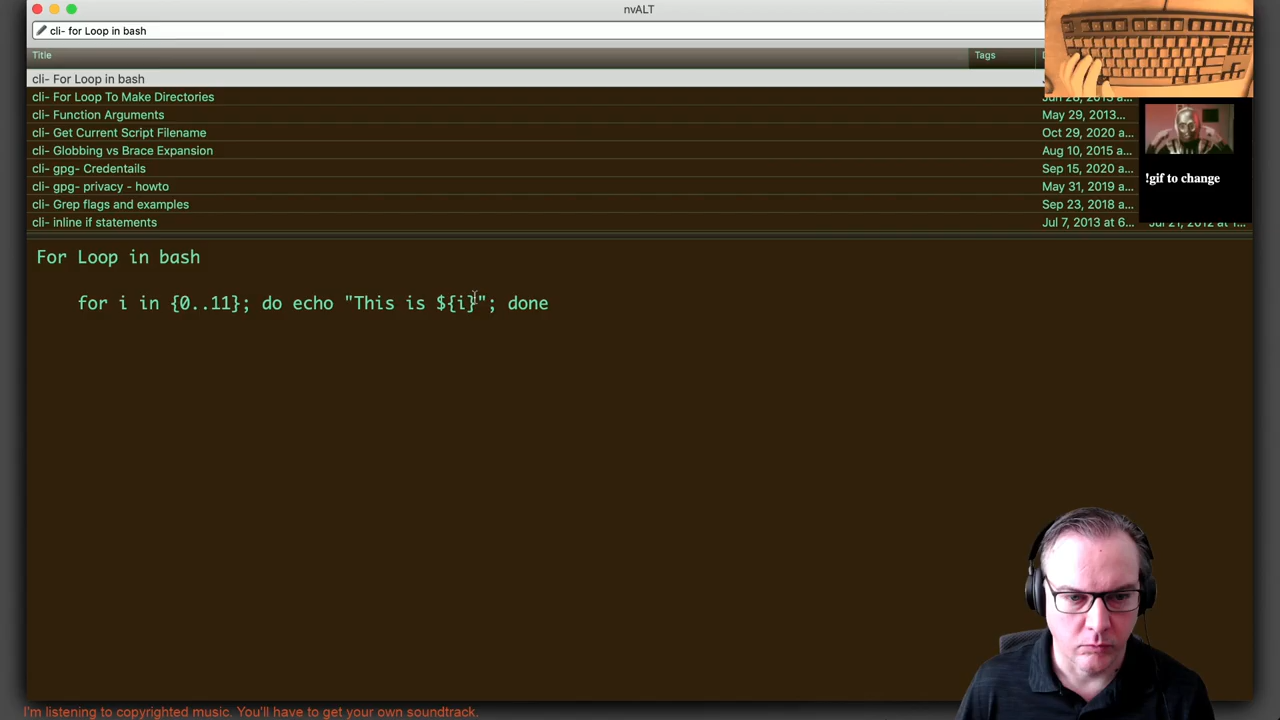 nvALT
cli- for Loop in bash
Title
Tags
cli- For Loop in bash
cli- For Loop To Make Directories
cli- Function Arguments
May 29, 2013...
cli- Get Current Script Filename
Oct 29, 2020 a...
cli- Globbing vs Brace Expansion
Aug 10, 2015 a...
cli- gpg- Credentails
Sep 15, 2020 a...
!gif to change
cli- gpg- privacy - howto
May 31, 2019 a...
cli- Grep flags and examples
Sep 23, 2018 a...
cli- inline if statements
Jul 7, 2013 at 6...
For Loop in bash
for i in {0..11}; do echo "This is ${i}"; done
I'm listening to copyrighted music. You'll have to get your own soundtrack.